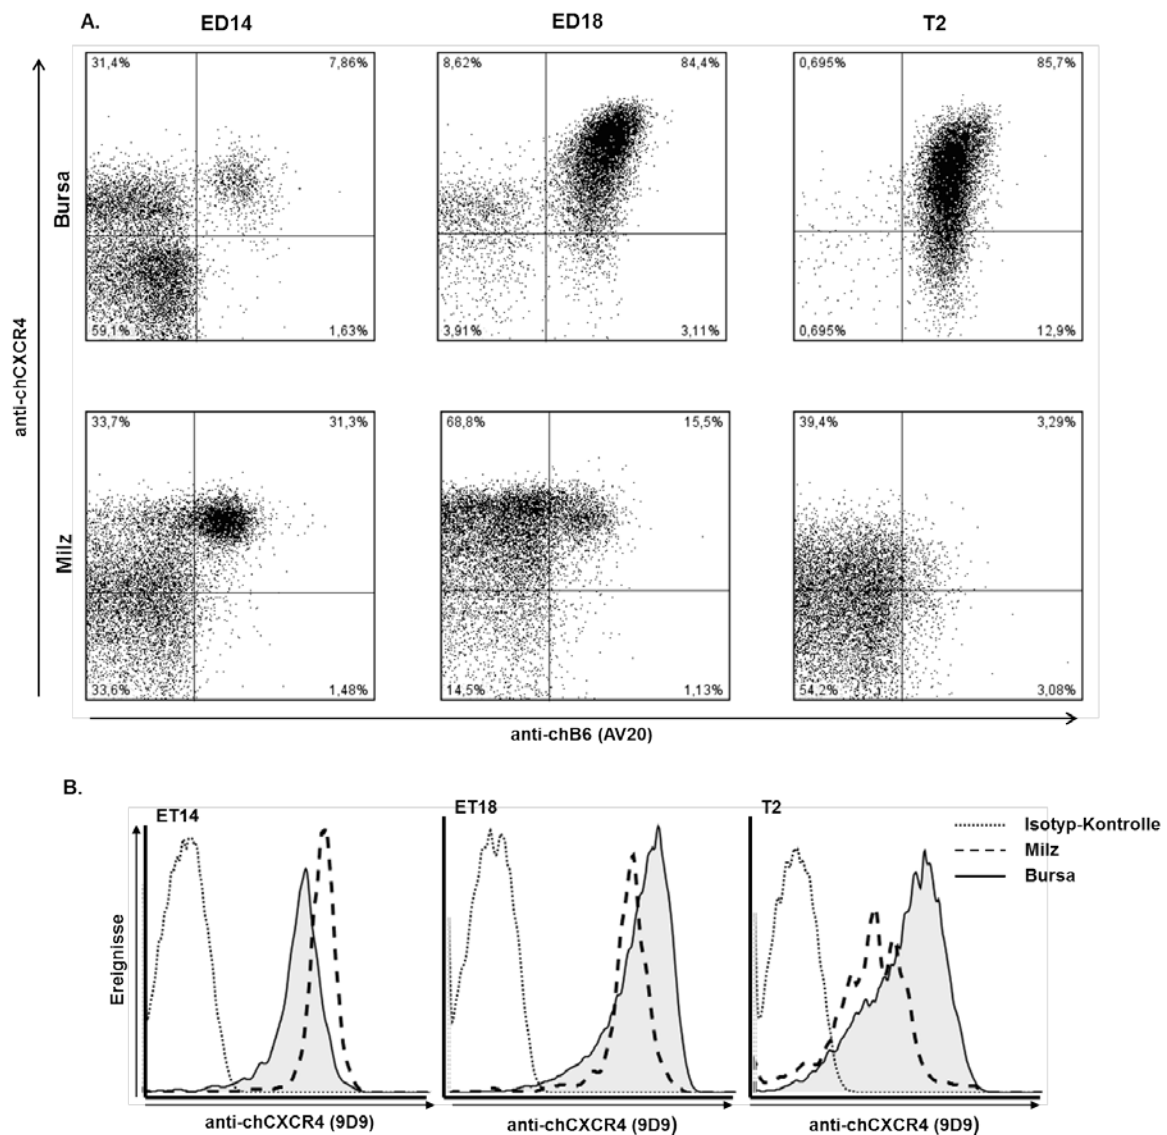 A.
ED14
ED18
T2
31,4%
7,86%
8,62%
84,4%
0,695%
85,7%
Bursa
59,1%
1,63%
3,91%
3,11%
0,695%
12,9%
anti-chCXCR4
33,7%
31,3%
68,8%
15,5%
39,4%
3,29%
Milz
33,6%
1,48%
14,5%
1,13%
54,2%
3,08%
anti-chB6 (AV20)
B.
ET14
ET18
T2
Isotyp-Kontrolle
Milz
Bursa
Ereignisse
anti-chCXCR4 (9D9)
anti-chCXCR4 (9D9)
anti-chCXCR4 (9D9)